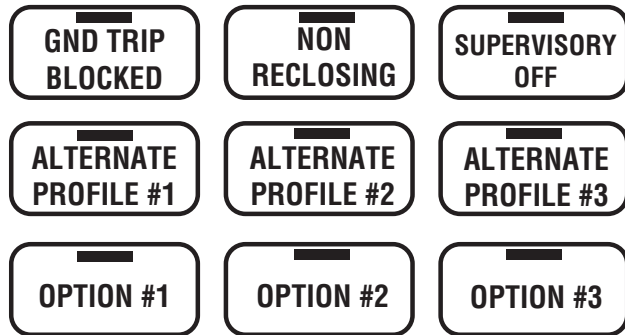 GND TRIP
BLOCKED
NON
RECLOSING
SUPERVISORY
OFF
ALTERNATE
PROFILE #1
ALTERNATE
PROFILE #2
ALTERNATE
PROFILE #3
OPTION #1
OPTION #2
OPTION #3